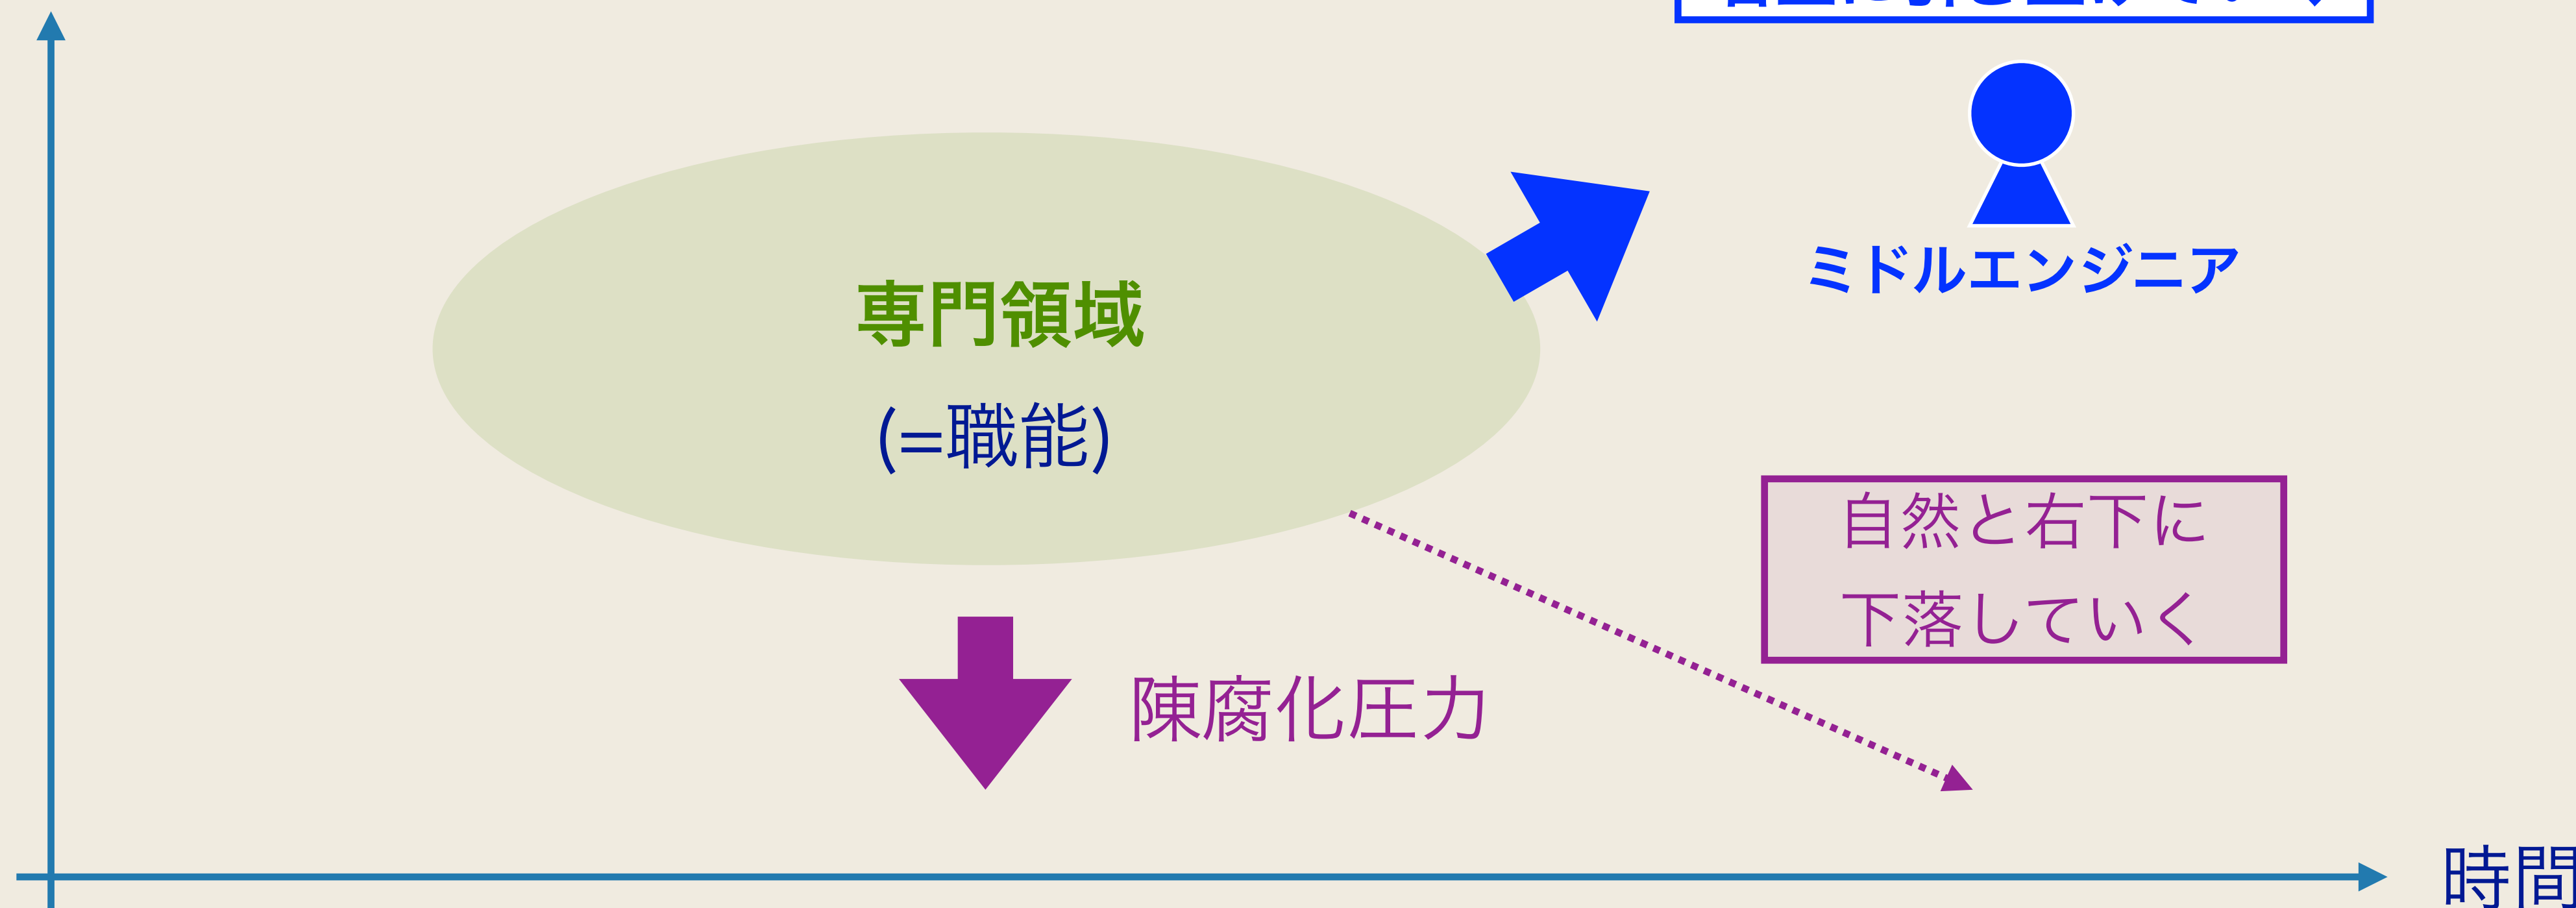 ミドルエンジニア
専門領域
(=職能)
自然と右下に
下落していく
陳腐化圧力
時間